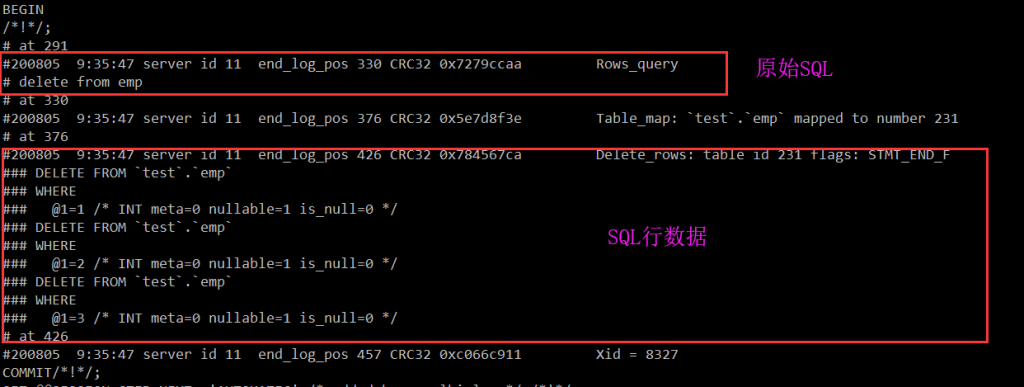 BEGIN
/*!*/;
# at 291
#200805  9:35:47 server id 11  end_log_pos 330 CRC32 0x7279ccaa         Rows_query
原始SQL
# delete from emp
# at 330
#200805  9:35:47 server id 11  end_log_pos 376 CRC32 0x5e7d8f3e         Table_map: `test`.`emp` mapped to number 231
# at 376
#200805  9:35:47 server id 11  end_log_pos 426 CRC32 0x784567ca         Delete_rows: table id 231 flags: STMT_END_F
### DELETE FROM `test`.`emp`
### WHERE
###   @1=1 /* INT meta=0 nullable=1 is_null=0 */
### DELETE FROM `test`.`emp`
### WHERE
SQL行数据
###   @1=2 /* INT meta=0 nullable=1 is_null=0 */
### DELETE FROM `test`.`emp`
### WHERE
###   @1=3 /* INT meta=0 nullable=1 is_null=0 */
# at 426
#200805  9:35:47 server id 11  end_log_pos 457 CRC32 0xc066c911         Xid = 8327
COMMIT/*!*/;